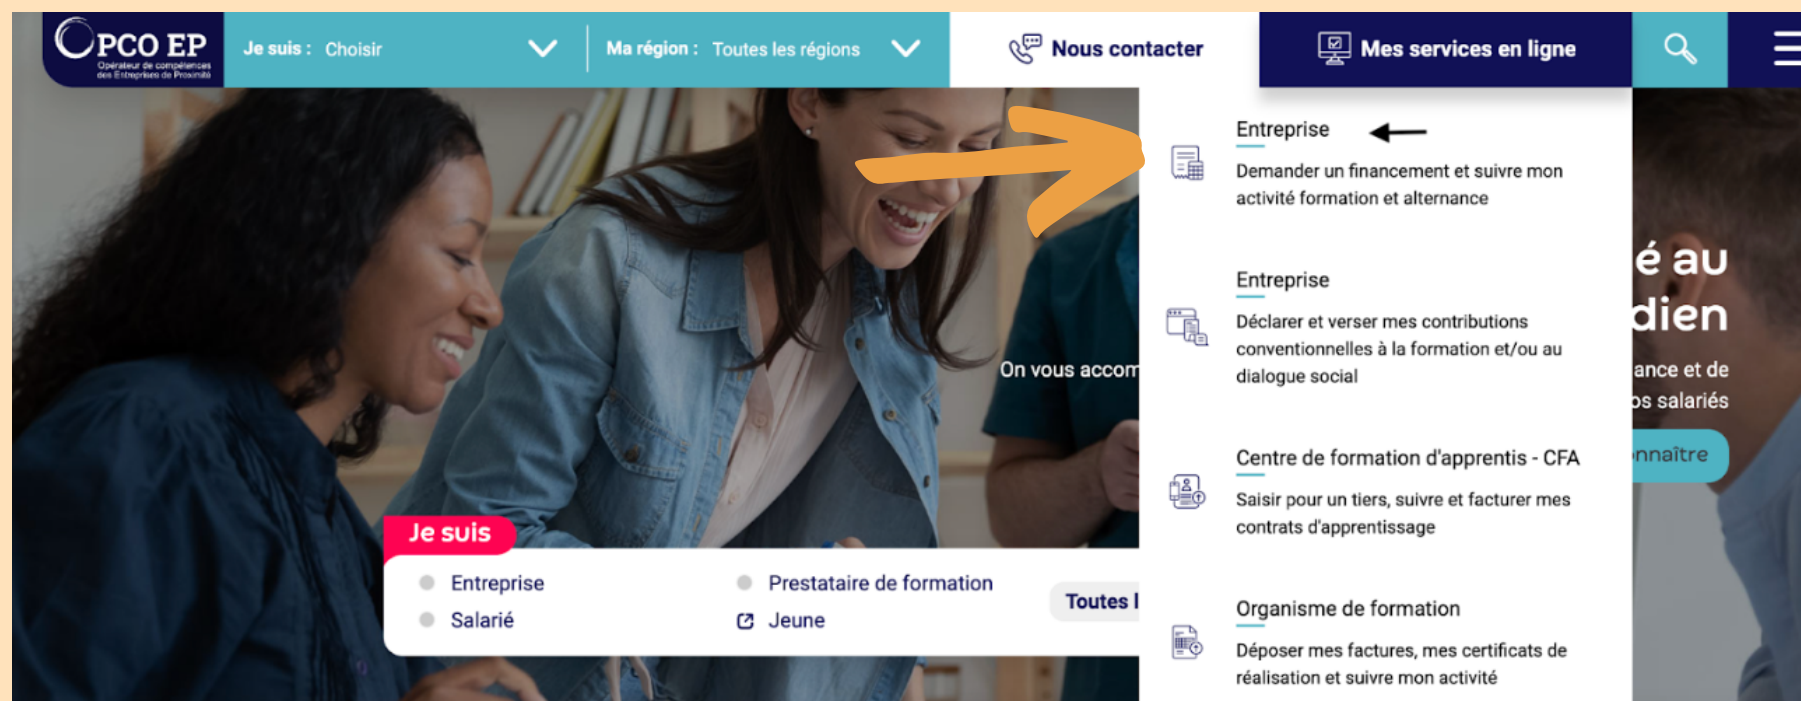 OPCO EP
Opérateur de compétences
des Entreprises de Proximité
Je suis : Choisir
Ma région : Toutes les régions
Nous contacter
Mes services en ligne
Entreprise
Demander un financement et suivre mon
activité formation et alternance
Entreprise
Déclarer et verser mes contributions
conventionnelles à la formation et/ou au
dialogue social
Centre de formation d'apprentis - CFA
Saisir pour un tiers, suivre et facturer mes
contrats d'apprentissage
Organisme de formation
Déposer mes factures, mes certificats de
réalisation et suivre mon activité
é au
dien
On vous accom
ance et de
os salariés
nnaître
Je suis
Entreprise
Prestataire de formation
Salarié
Jeune
Toutes l